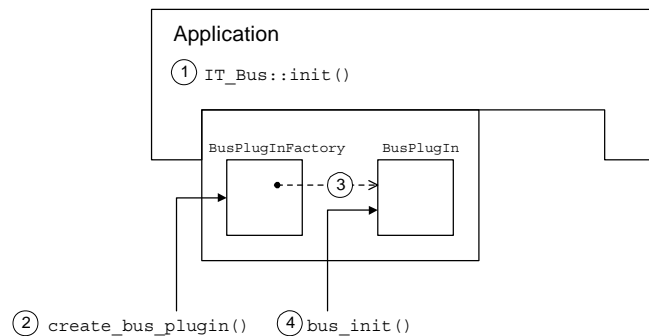 Application
1 IT_Bus::init()
BusPlugInFactory BusPlugIn
3
2 create_bus_plugin() 4 bus_init()